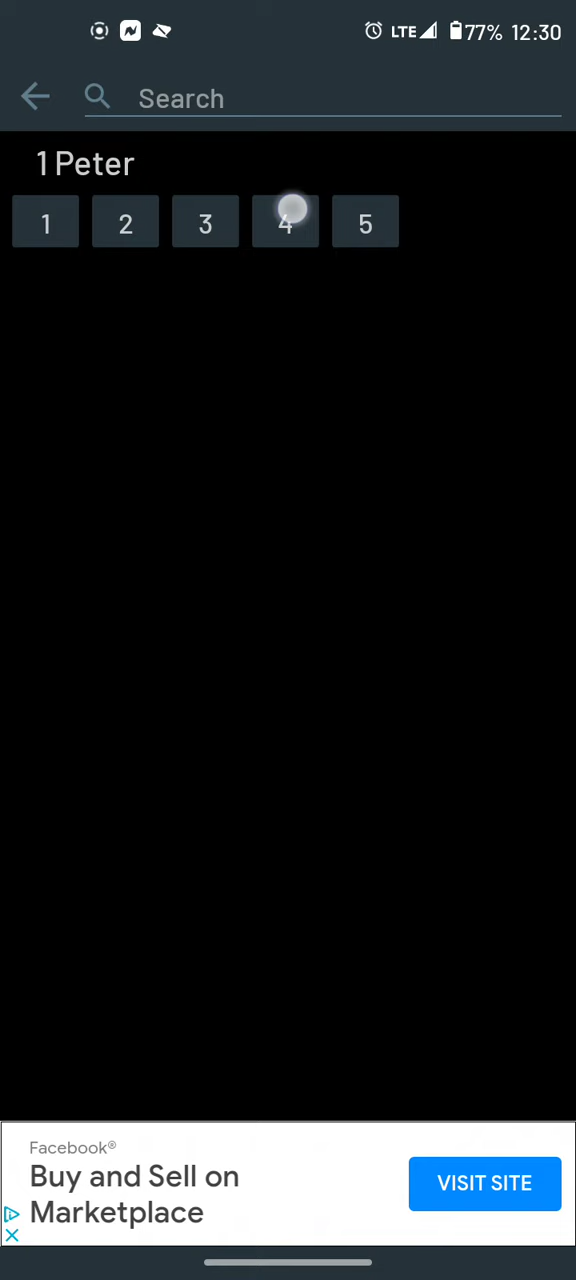 LTE 77% 12:30
Search
1 Peter
1 2 3 4 5
Facebook®
Buy and Sell on
Marketplace
VISIT SITE